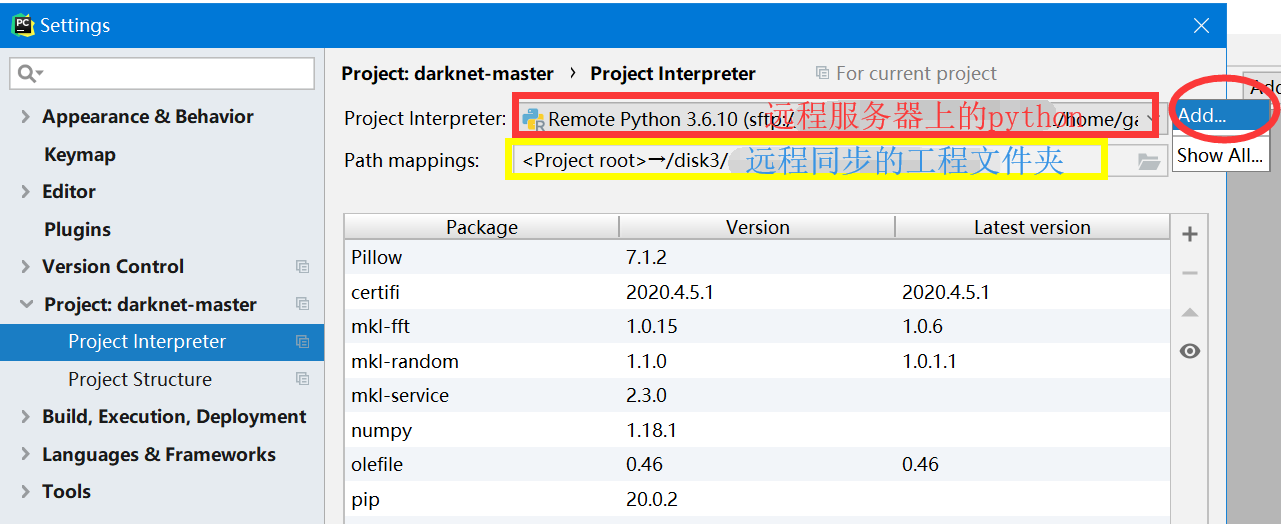 PC Settings
Project: darknet-master › Project Interpreter For current project
Add
Appearance & Behavior
Project Interpreter: Remote Python 3.6.10 (sftp:/ 远程服务器上的python /home/ga
Add...
Keymap
Path mappings: <Project root>→/disk3/ 远程同步的工程文件夹
Show All...
Editor
Plugins
Package Version Latest version
Pillow 7.1.2
Version Control
certifi 2020.4.5.1 2020.4.5.1
Project: darknet-master
mkl-fft 1.0.15 1.0.6
Project Interpreter
mkl-random 1.1.0 1.0.1.1
Project Structure
mkl-service 2.3.0
Build, Execution, Deployment
numpy 1.18.1
Languages & Frameworks
olefile 0.46 0.46
Tools
pip 20.0.2